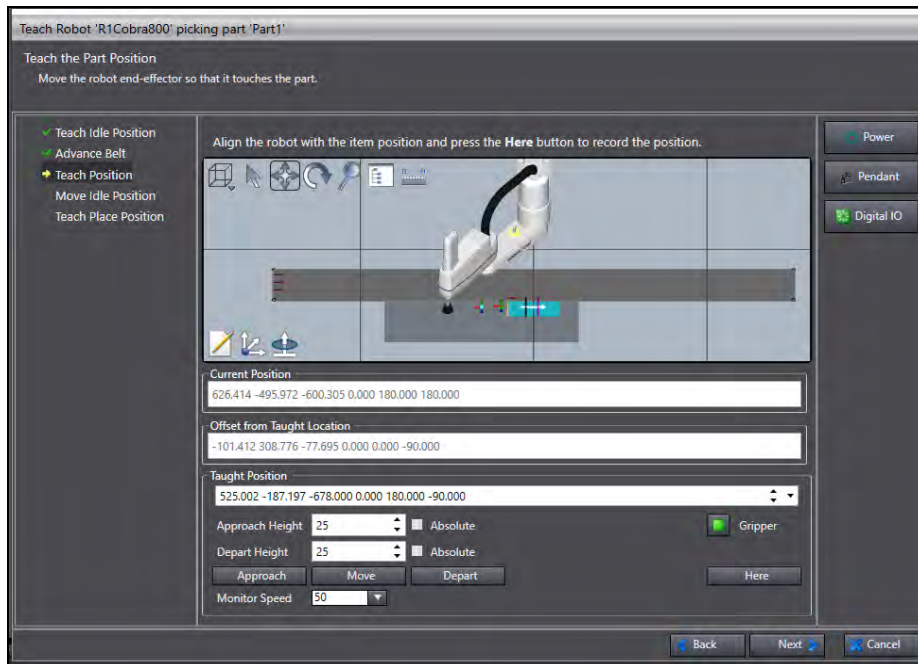 Teach Robot 'R1Cobra800' picking part 'Part1'
Teach the Part Position
Move the robot end-effector so that it touches the part.
Teach Idle Position
Advance Belt
Teach Position
Move Idle Position
Teach Place Position
Align the robot with the item position and press the Here button to record the position.
Power
Pendant
Digital IO
Current Position
626.414 -495.972 -600.305 0.000 180.000 180.000
Offset from Taught Location
-101.412 308.776 -77.695 0.000 0.000 -90.000
Taught Position
525.002 -187.197 -678.000 0.000 180.000 -90.000
Approach Height 25 Absolute Gripper
Depart Height 25 Absolute
Approach Move Depart Here
Monitor Speed 50
Back Next Cancel